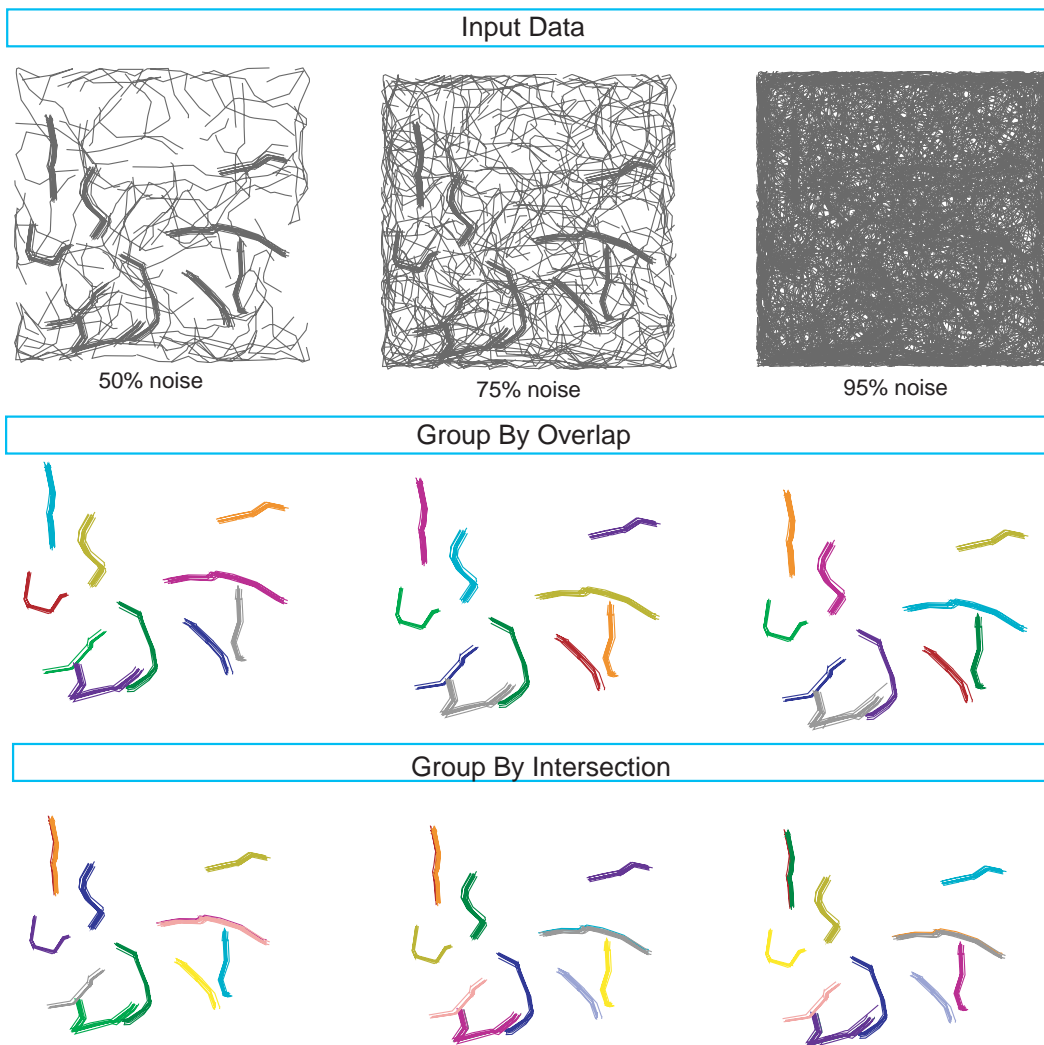 Input Data
50% noise
75% noise
95% noise
Group By Overlap
Group By Intersection